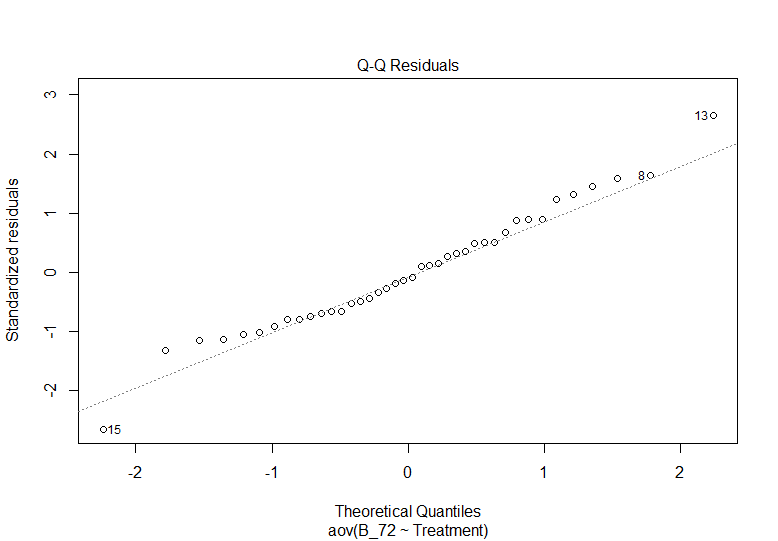 Q-Q Residuals
3
2
1
0
-1
-2
Standardized residuals
13
8
15
-2 -1 0 1 2
Theoretical Quantiles
aov(B_72 ~ Treatment)